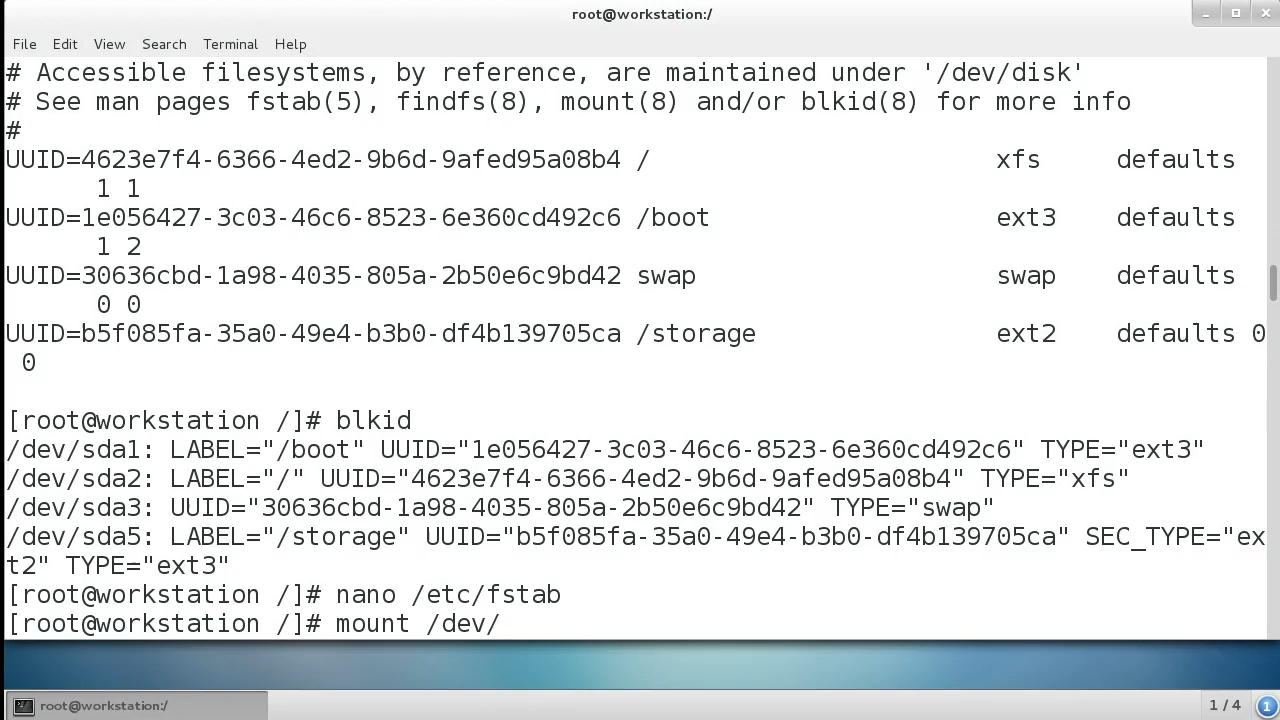 root@workstation:/
File Edit View Search Terminal Help
# Accessible filesystems, by reference, are maintained under '/dev/disk'
# See man pages fstab(5), findfs(8), mount(8) and/or blkid(8) for more info
#
UUID=4623e7f4-6366-4ed2-9b6d-9afed95a08b4 / xfs defaults
1 1
UUID=1e056427-3c03-46c6-8523-6e360cd492c6 /boot ext3 defaults
1 2
UUID=30636cbd-1a98-4035-805a-2b50e6c9bd42 swap swap defaults
0 0
UUID=b5f085fa-35a0-49e4-b3b0-df4b139705ca /storage ext2 defaults 0
0
[root@workstation /]# blkid
/dev/sda1: LABEL="/boot" UUID="1e056427-3c03-46c6-8523-6e360cd492c6" TYPE="ext3"
/dev/sda2: LABEL="/" UUID="4623e7f4-6366-4ed2-9b6d-9afed95a08b4" TYPE="xfs"
/dev/sda3: UUID="30636cbd-1a98-4035-805a-2b50e6c9bd42" TYPE="swap"
/dev/sda5: LABEL="/storage" UUID="b5f085fa-35a0-49e4-b3b0-df4b139705ca" SEC_TYPE="ex
t2" TYPE="ext3"
[root@workstation /]# nano /etc/fstab
[root@workstation /]# mount /dev/
root@workstation:/
1 / 4
1